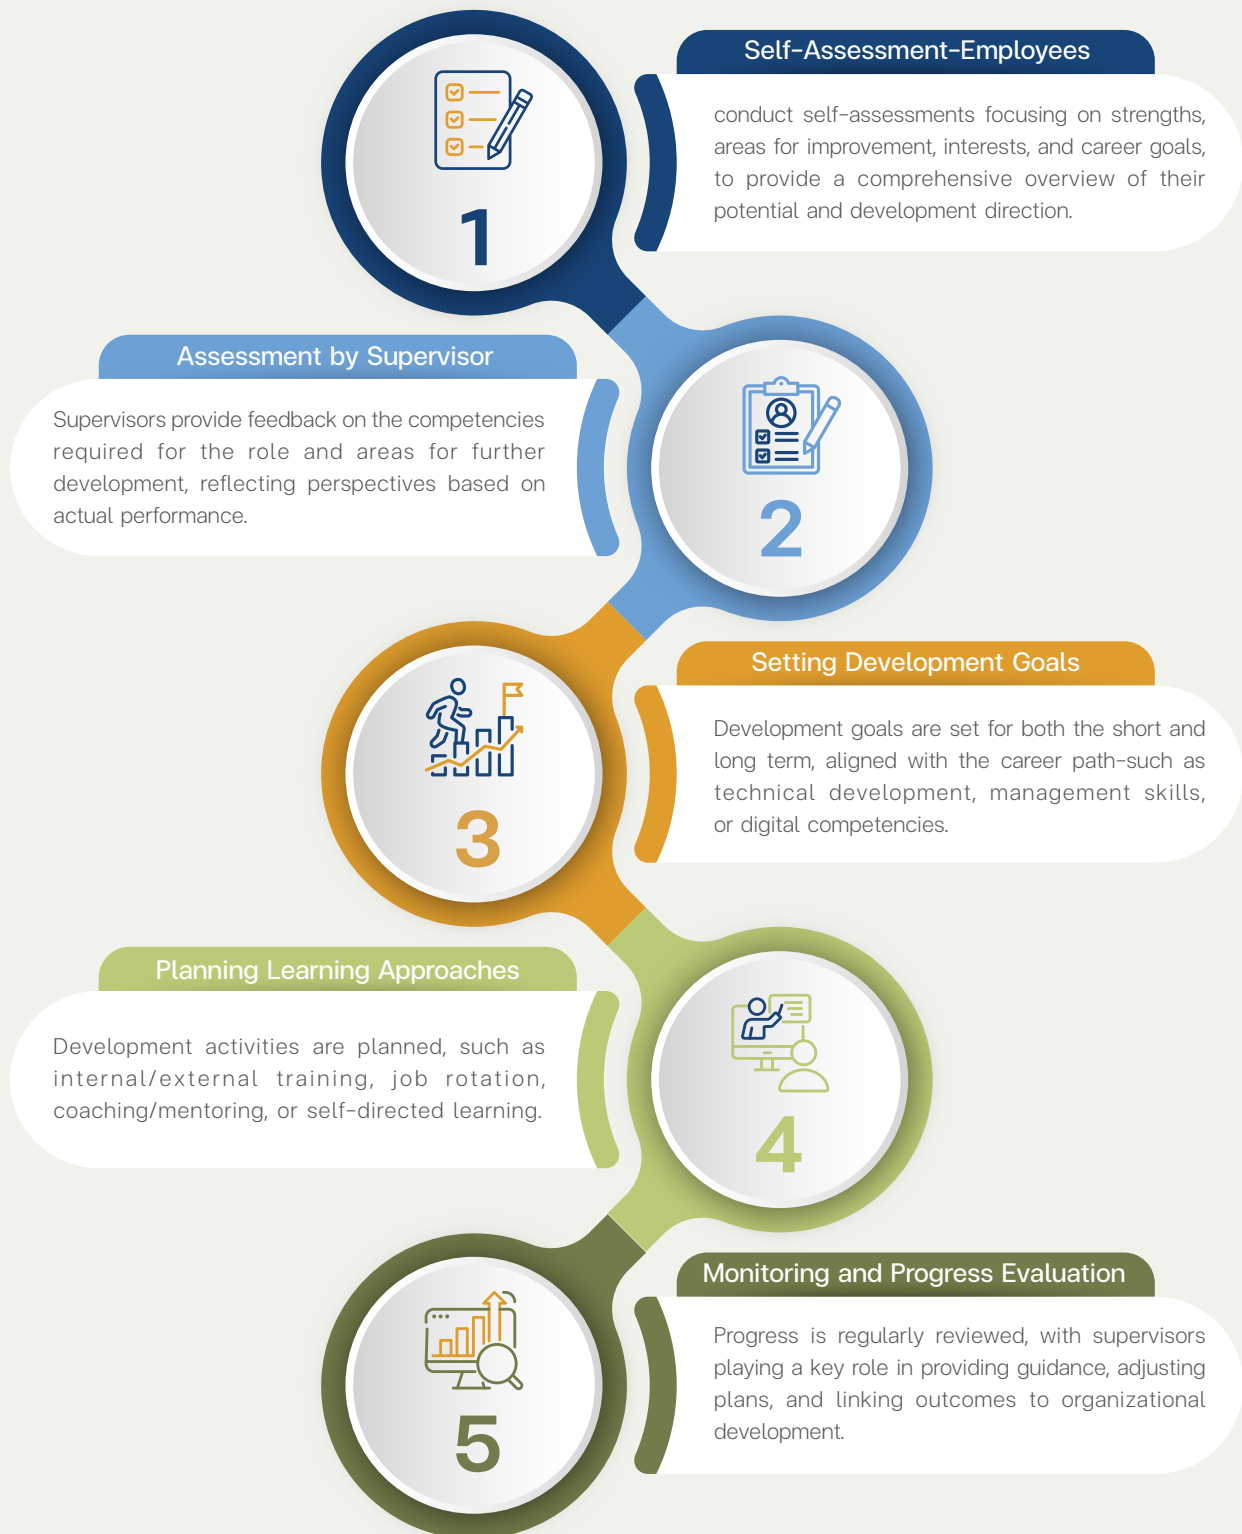 1
Self-Assessment-Employees
conduct self-assessments focusing on strengths,
areas for improvement, interests, and career goals,
to provide a comprehensive overview of their
potential and development direction.
Assessment by Supervisor
Supervisors provide feedback on the competencies
required for the role and areas for further
development, reflecting perspectives based on
actual performance.
2
3
Setting Development Goals
Development goals are set for both the short and
long term, aligned with the career path-such as
technical development, management skills,
or digital competencies.
Planning Learning Approaches
Development activities are planned, such as
internal/external training, job rotation,
coaching/mentoring, or self-directed learning.
4
5
Monitoring and Progress Evaluation
Progress is regularly reviewed, with supervisors
playing a key role in providing guidance, adjusting
plans, and linking outcomes to organizational
development.